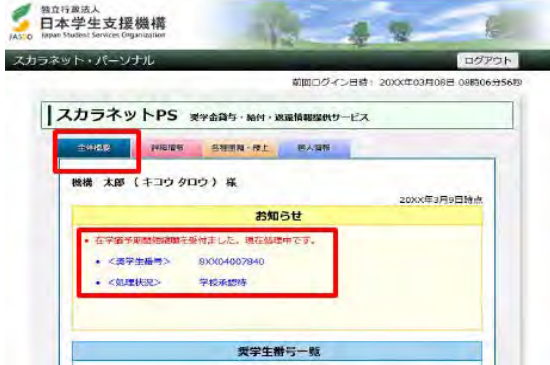 独立行政法人
日本学生支援機構
JASSO Japan Student Services Organization
スカラネット・パーソナル
ログアウト
前回ログイン日時: 20XX年03月08日 08時06分56秒
スカラネットPS 奨学金貸与・給付・返還情報提供サービス
全体概要 詳細情報 各種届願・繰上 個人情報
機構 太郎 ( キコウ タロウ ) 様
20XX年3月9日時点
お知らせ
• 在学猶予期間短縮願を受付ました。現在処理中です。
• <奨学生番号> 8XX04007840
• <処理状況> 学校承認待
奨学生番号一覧